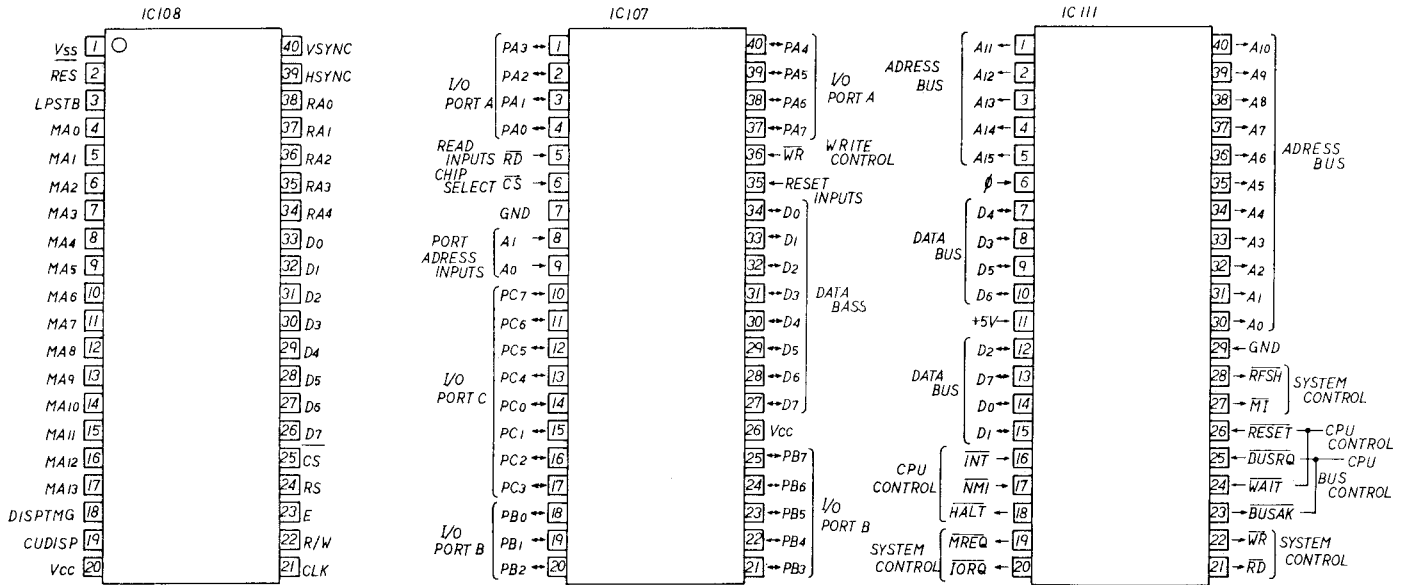 IC108
Vss 1
RES 2
LPSTB 3
MA0 4
MA1 5
MA2 6
MA3 7
MA4 8
MA5 9
MA6 10
MA7 11
MA8 12
MA9 13
MA10 14
MA11 15
MA12 16
MA13 17
DISPTMG 18
CUDISP 19
Vcc 20
40 VSYNC
39 HSYNC
38 RA0
37 RA1
36 RA2
35 RA3
34 RA4
33 D0
32 D1
31 D2
30 D3
29 D4
28 D5
27 D6
26 D7
25 CS
24 RS
23 E
22 R/W
21 CLK
IC107
I/O
PORT A
PA3 ↔ 1
PA2 ↔ 2
PA1 ↔ 3
PA0 ↔ 4
READ
INPUTS RD → 5
CHIP
SELECT CS → 6
GND 7
PORT
ADRESS
INPUTS
A1 → 8
A0 → 9
I/O
PORT C
PC7 ↔ 10
PC6 ↔ 11
PC5 ↔ 12
PC4 ↔ 13
PC0 ↔ 14
PC1 ↔ 15
PC2 ↔ 16
PC3 ↔ 17
I/O
PORT B
PB0 ↔ 18
PB1 ↔ 19
PB2 ↔ 20
40 ↔ PA4
39 ↔ PA5
38 ↔ PA6
37 ↔ PA7
I/O
PORT A
36 ← WR WRITE
CONTROL
35 ← RESET
INPUTS
34 ↔ D0
33 ↔ D1
32 ↔ D2
31 ↔ D3
30 ↔ D4
29 ↔ D5
28 ↔ D6
27 ↔ D7
DATA
BASS
26 Vcc
25 ↔ PB7
24 ↔ PB6
23 ↔ PB5
22 ↔ PB4
21 ↔ PB3
I/O
PORT B
IC111
ADRESS
BUS
A11 ← 1
A12 ← 2
A13 ← 3
A14 ← 4
A15 ← 5
ø → 6
DATA
BUS
D4 ↔ 7
D3 ↔ 8
D5 ↔ 9
D6 ↔ 10
+5V → 11
DATA
BUS
D2 ↔ 12
D7 ↔ 13
D0 ↔ 14
D1 ↔ 15
CPU
CONTROL
INT → 16
NMI → 17
HALT ← 18
SYSTEM
CONTROL
MREQ ← 19
IORQ ← 20
40 → A10
39 → A9
38 → A8
37 → A7
36 → A6
35 → A5
34 → A4
33 → A3
32 → A2
31 → A1
30 → A0
ADRESS
BUS
29 ← GND
28 → RFSH
27 → MI
SYSTEM
CONTROL
26 ← RESET CPU
CONTROL
25 ← DUSRQ CPU
BUS
CONTROL
24 ← WAIT
23 → BUSAK
22 → WR
21 → RD
SYSTEM
CONTROL